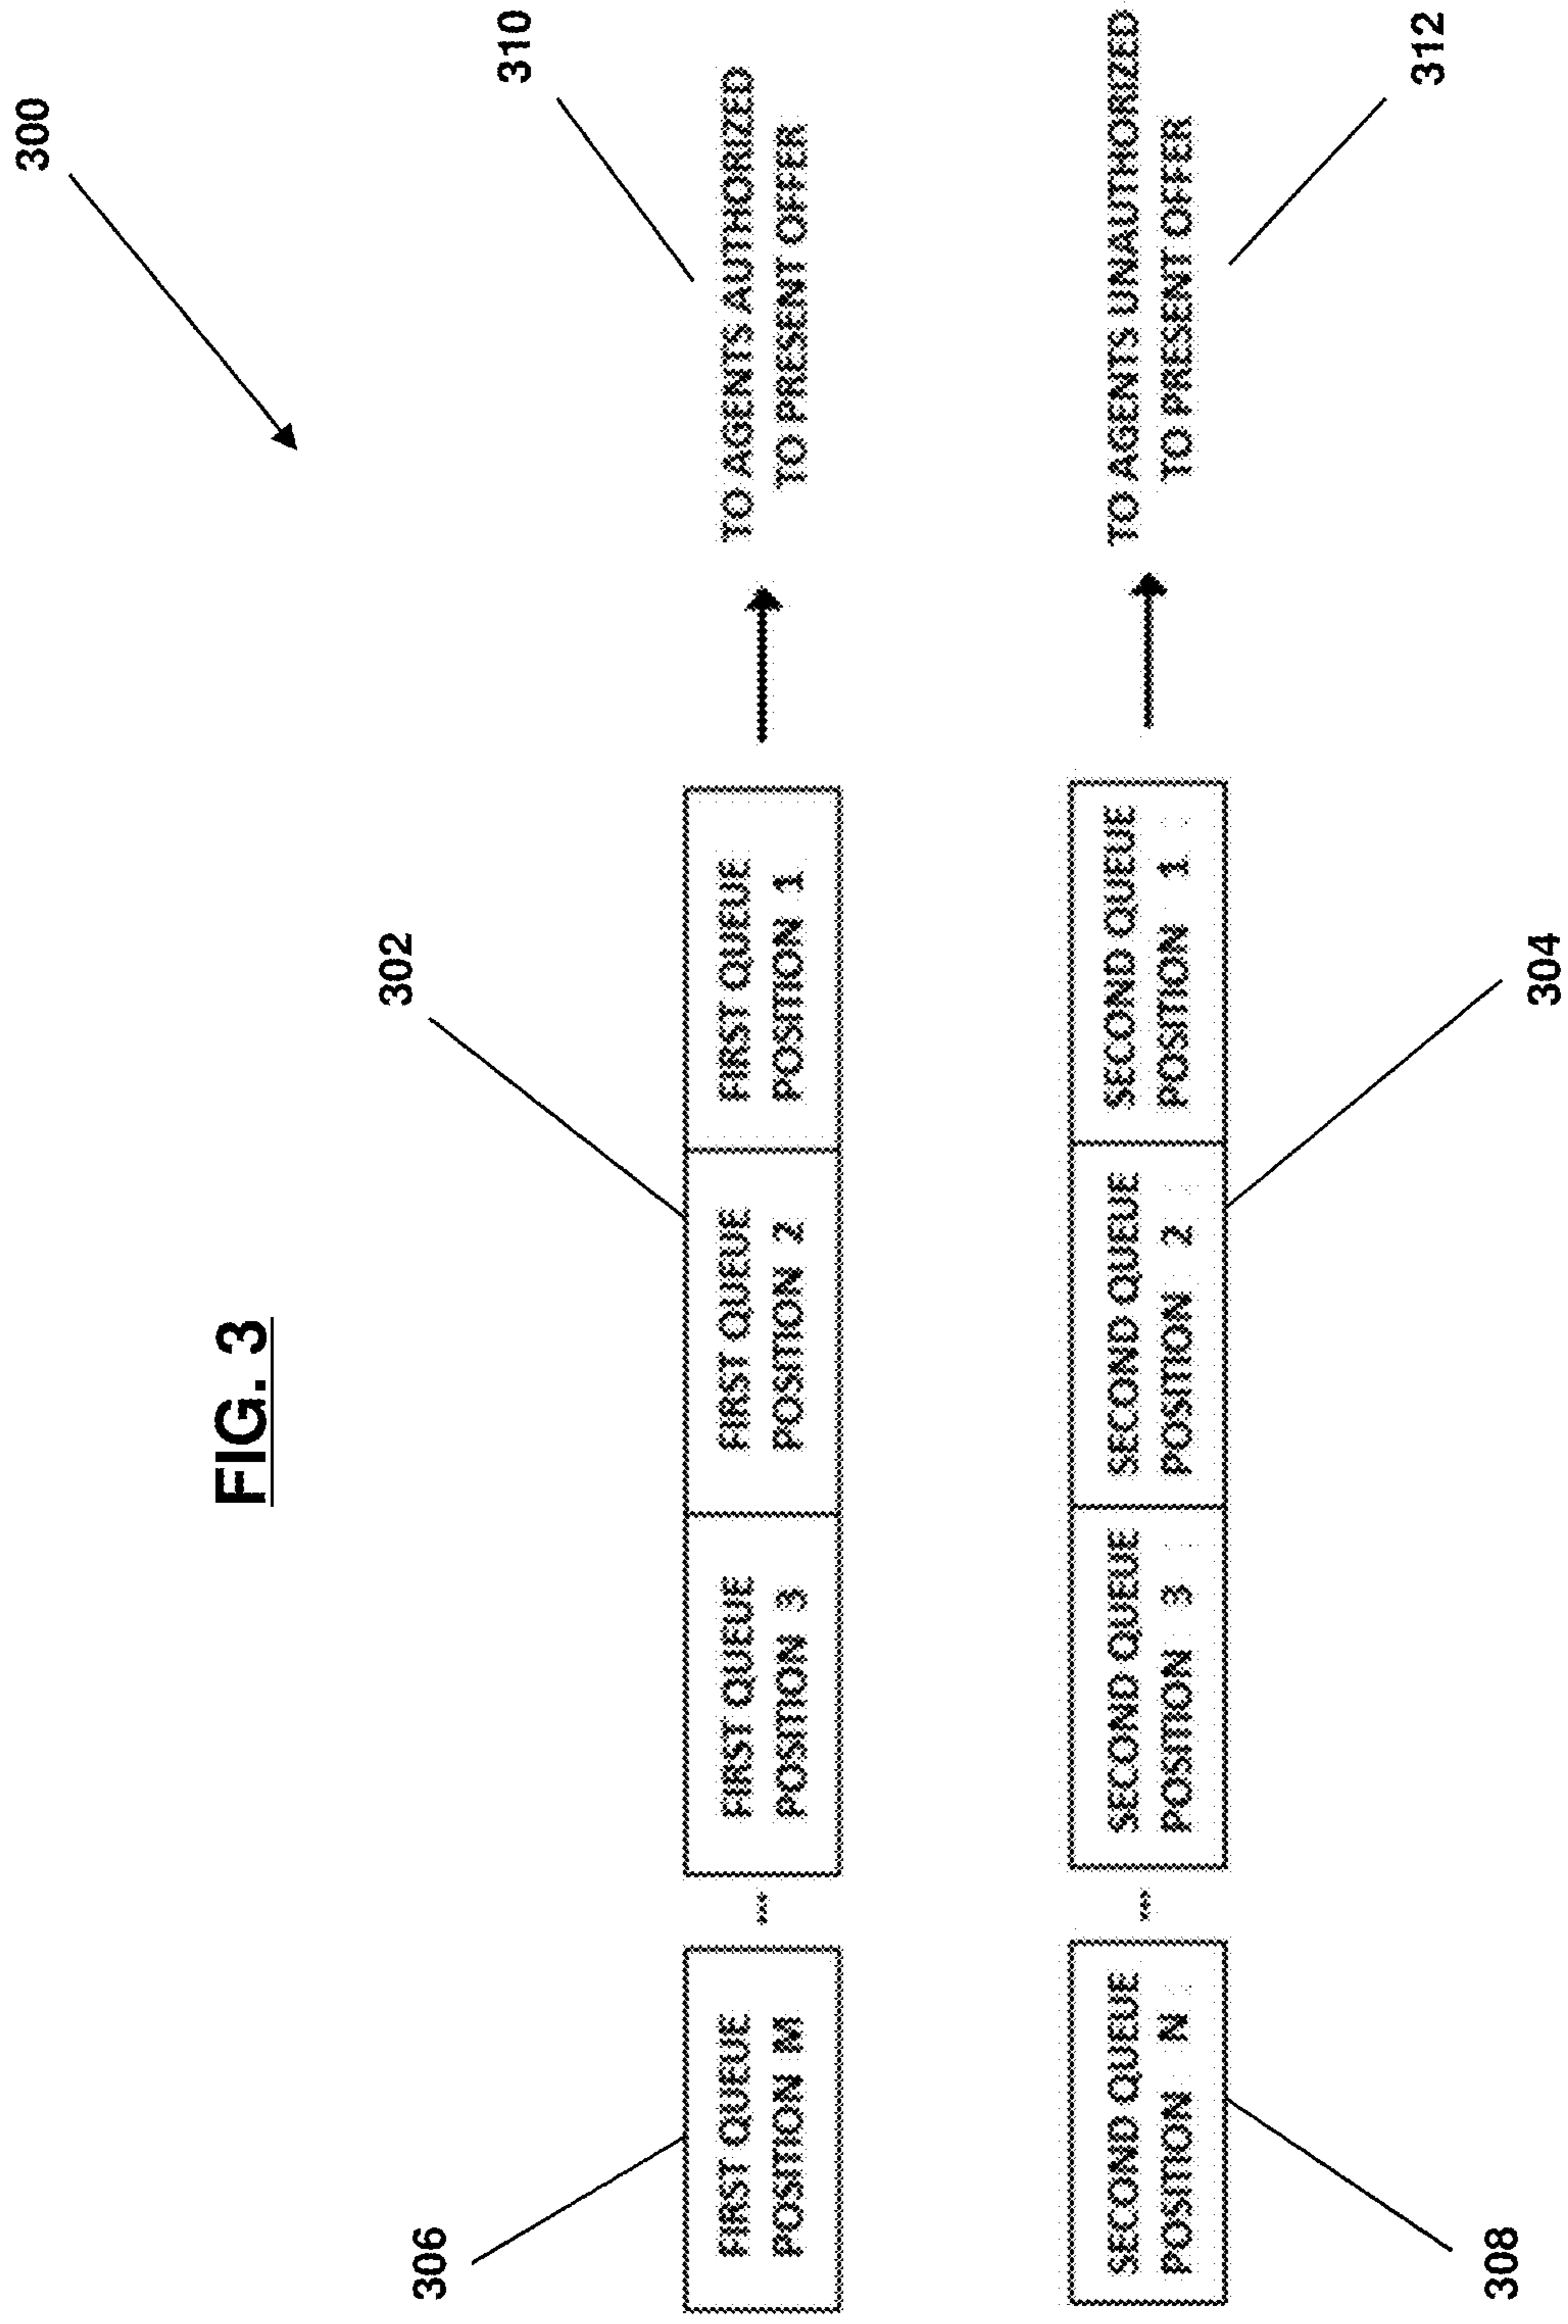 FIG. 3
300
302
310
306
FIRST QUEUE
POSITION M
...
FIRST QUEUE
POSITION 3
FIRST QUEUE
POSITION 2
FIRST QUEUE
POSITION 1
TO AGENTS AUTHORIZED
TO PRESENT OFFER
SECOND QUEUE
POSITION N
...
SECOND QUEUE
POSITION 3
SECOND QUEUE
POSITION 2
SECOND QUEUE
POSITION 1
TO AGENTS UNAUTHORIZED
TO PRESENT OFFER
308
304
312